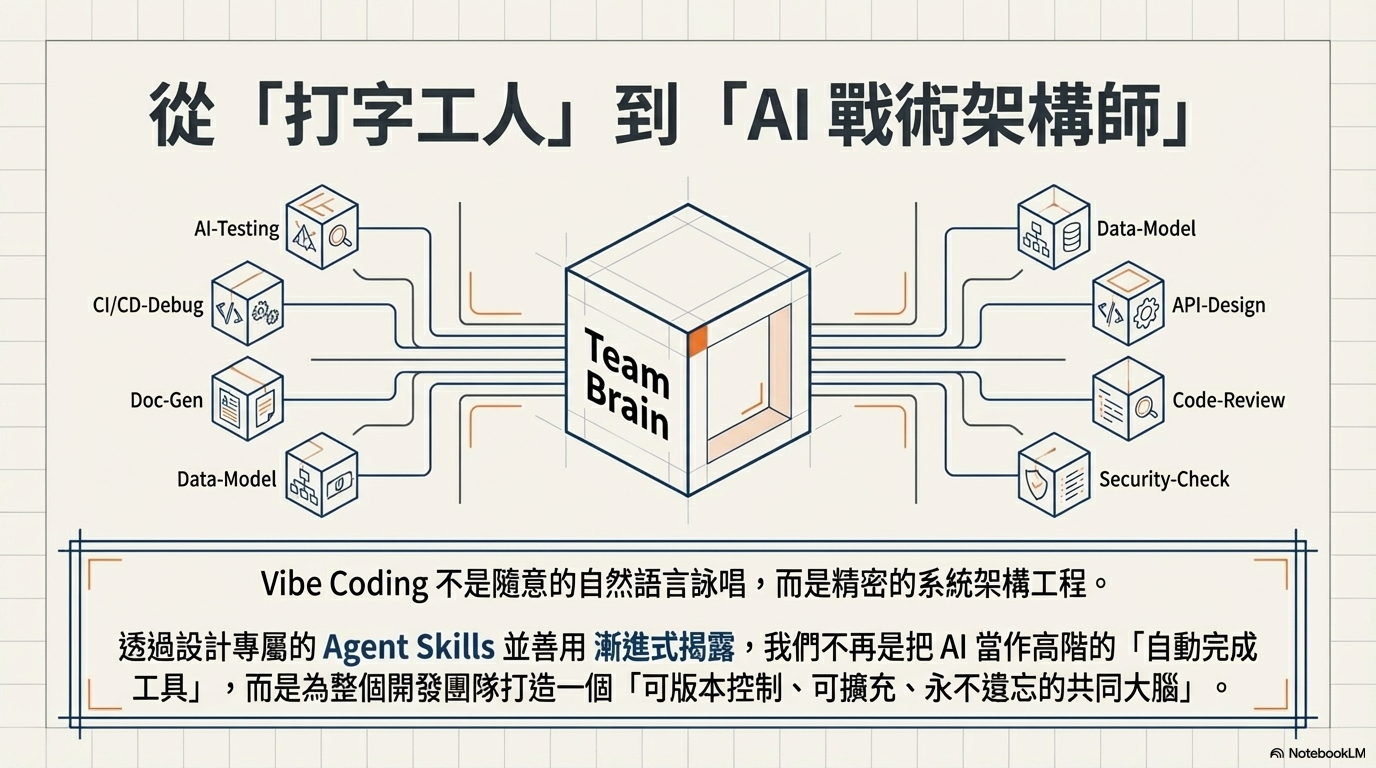 從「打字工人」到「AI 戰術架構師」
AI-Testing
CI/CD-Debug
Doc-Gen
Data-Model
Team
Brain
Data-Model
API-Design
Code-Review
Security-Check
Vibe Coding 不是隨意的自然語言詠唱，而是精密的系統架構工程。
透過設計專屬的 Agent Skills 並善用 漸進式揭露，我們不再是把 AI 當作高階的「自動完成
工具」，而是為整個開發團隊打造一個「可版本控制、可擴充、永不遺忘的共同大腦」。
NotebookLM